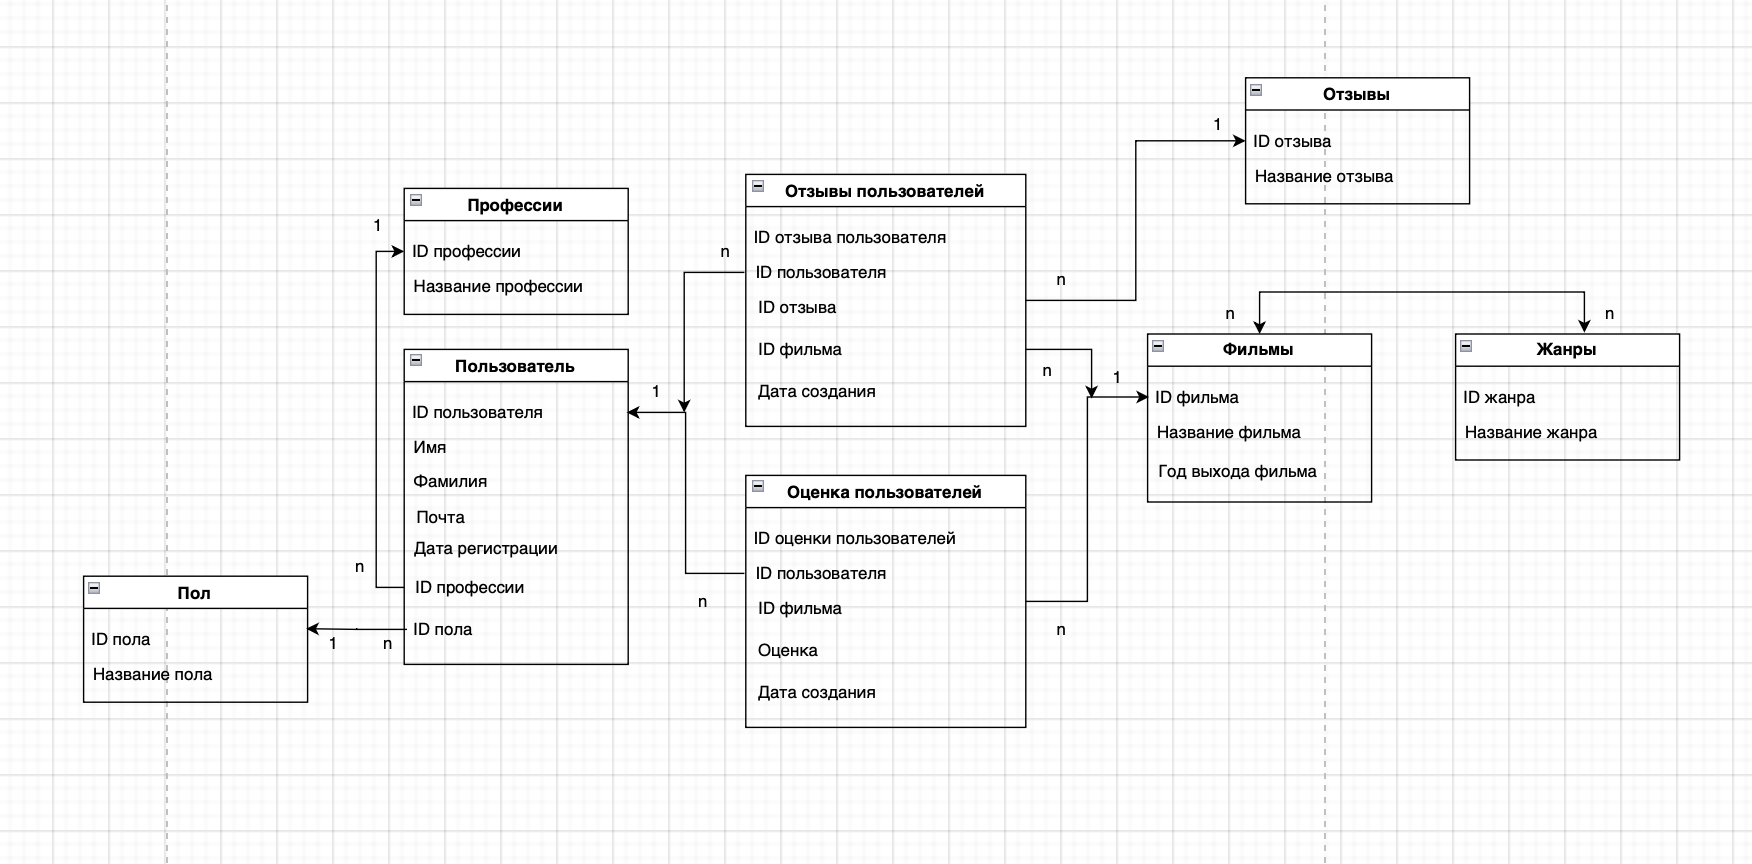 Отзывы
1
ID отзыва
Название отзыва
Профессии
1
ID профессии
Название профессии
Отзывы пользователей
ID отзыва пользователя
n
ID пользователя
n
ID отзыва
ID фильма
n
Дата создания
Пользователь
1
ID пользователя
Имя
Фамилия
Почта
Дата регистрации
n
ID профессии
ID пола
1
n
Пол
ID пола
Название пола
Оценка пользователей
ID оценки пользователей
ID пользователя
n
ID фильма
n
Оценка
Дата создания
n
n
Фильмы
1
ID фильма
Название фильма
Год выхода фильма
Жанры
ID жанра
Название жанра